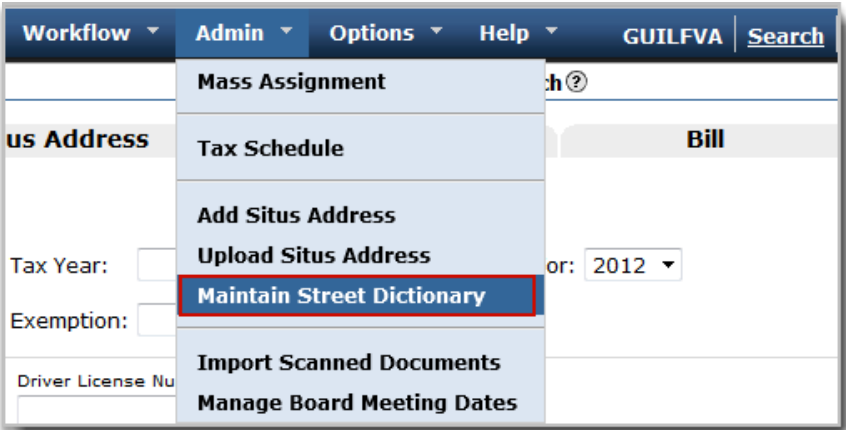 Workflow Admin Options Help GUILFVA Search
Mass Assignment
h?
us Address
Tax Schedule
Bill
Add Situs Address
Upload Situs Address
Tax Year:
or: 2012
Maintain Street Dictionary
Exemption:
Import Scanned Documents
Driver License Nu
Manage Board Meeting Dates